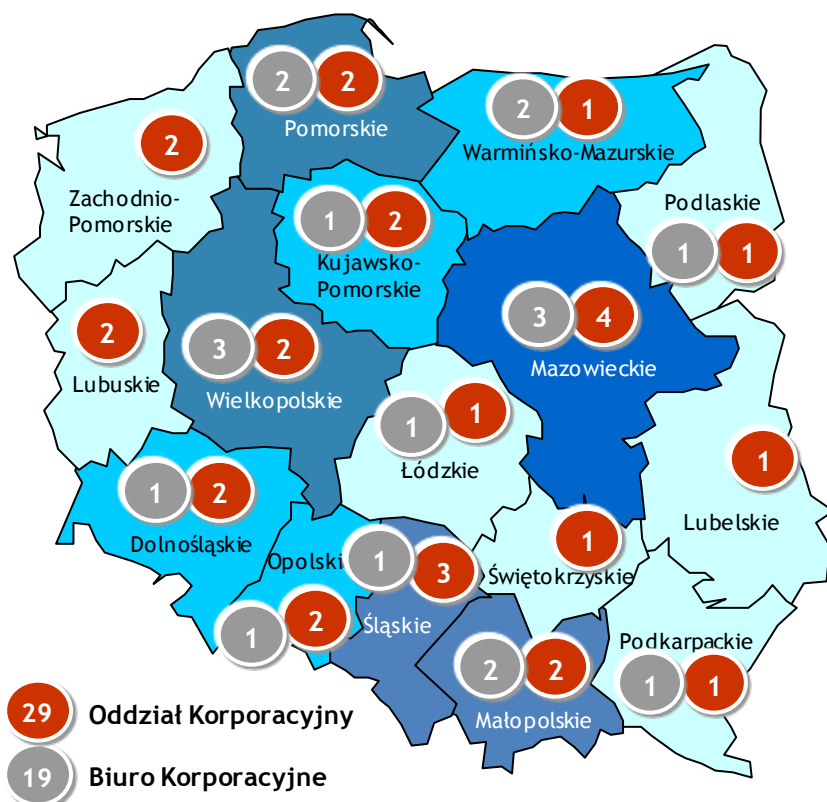 2 2
Pomorskie
2 1
Warmińsko-Mazurskie
2
Zachodnio-
Pomorskie
Podlaskie
1 1
1 2
Kujawsko-
Pomorskie
3 4
Mazowieckie
2
Lubuskie
3 2
Wielkopolskie
1 1
Łódzkie
1
Lubelskie
1 2
Dolnośląskie
1
Świętokrzyskie
Opolski
1 2
1 3
Śląskie
Podkarpackie
1 1
2 2
Małopolskie
29 Oddział Korporacyjny
19 Biuro Korporacyjne